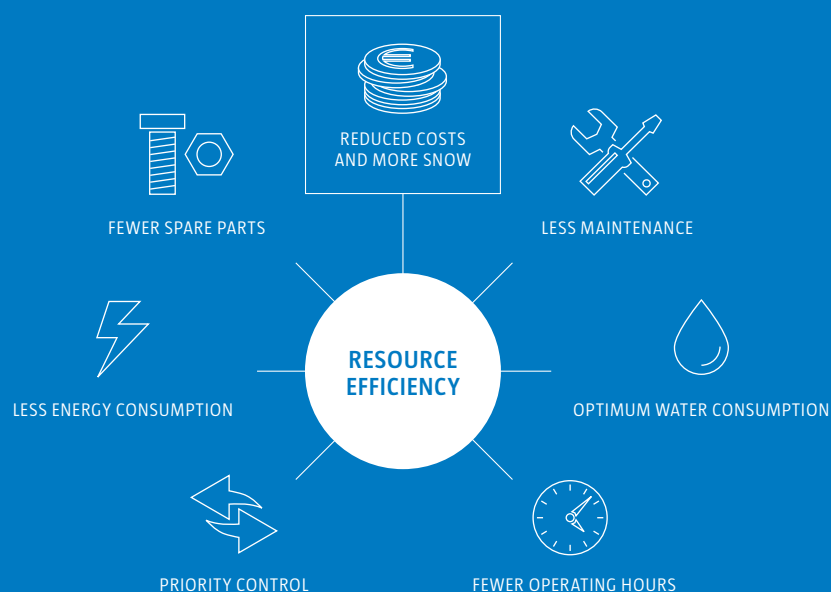 REDUCED COSTS
AND MORE SNOW
FEWER SPARE PARTS
LESS MAINTENANCE
RESOURCE
EFFICIENCY
LESS ENERGY CONSUMPTION
OPTIMUM WATER CONSUMPTION
PRIORITY CONTROL
FEWER OPERATING HOURS